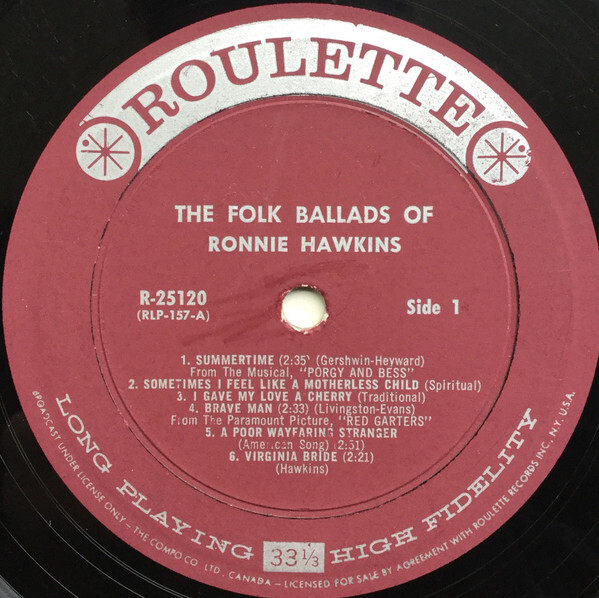 ROULETTE
THE FOLK BALLADS OF
RONNIE HAWKINS
R-25120
(RLP-157-A)
Side 1
1. SUMMERTIME (2:35) (Gershwin-Heyward)
From The Musical, "PORGY AND BESS"
2. SOMETIMES I FEEL LIKE A MOTHERLESS CHILD (Spiritual)
3. I GAVE MY LOVE A CHERRY (Traditional)
4. BRAVE MAN (2:33) (Livingston-Evans)
From The Paramount Picture, "RED GARTERS"
5. A POOR WAYFARING STRANGER
(American Song) (2:51)
6. VIRGINIA BRIDE (2:21)
(Hawkins)
LONG PLAYING 33 1/3 HIGH FIDELITY
BROADCAST UNDER LICENSE ONLY - THE COMPO CO. LTD., CANADA - LICENSED FOR SALE BY AGREEMENT WITH ROULETTE RECORDS INC., N.Y. U.S.A.